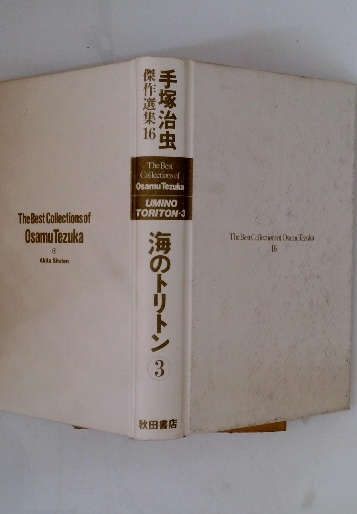 The Best Collections of
Osamu Tezuka
Akita Shoten
手塚治虫
傑作選集16
The Best
Collections of
Osamu Tezuka
UMINO
TORITON·3
海のトリトン
3
秋田書店
The Best Collections of Osamu Tezuka
16